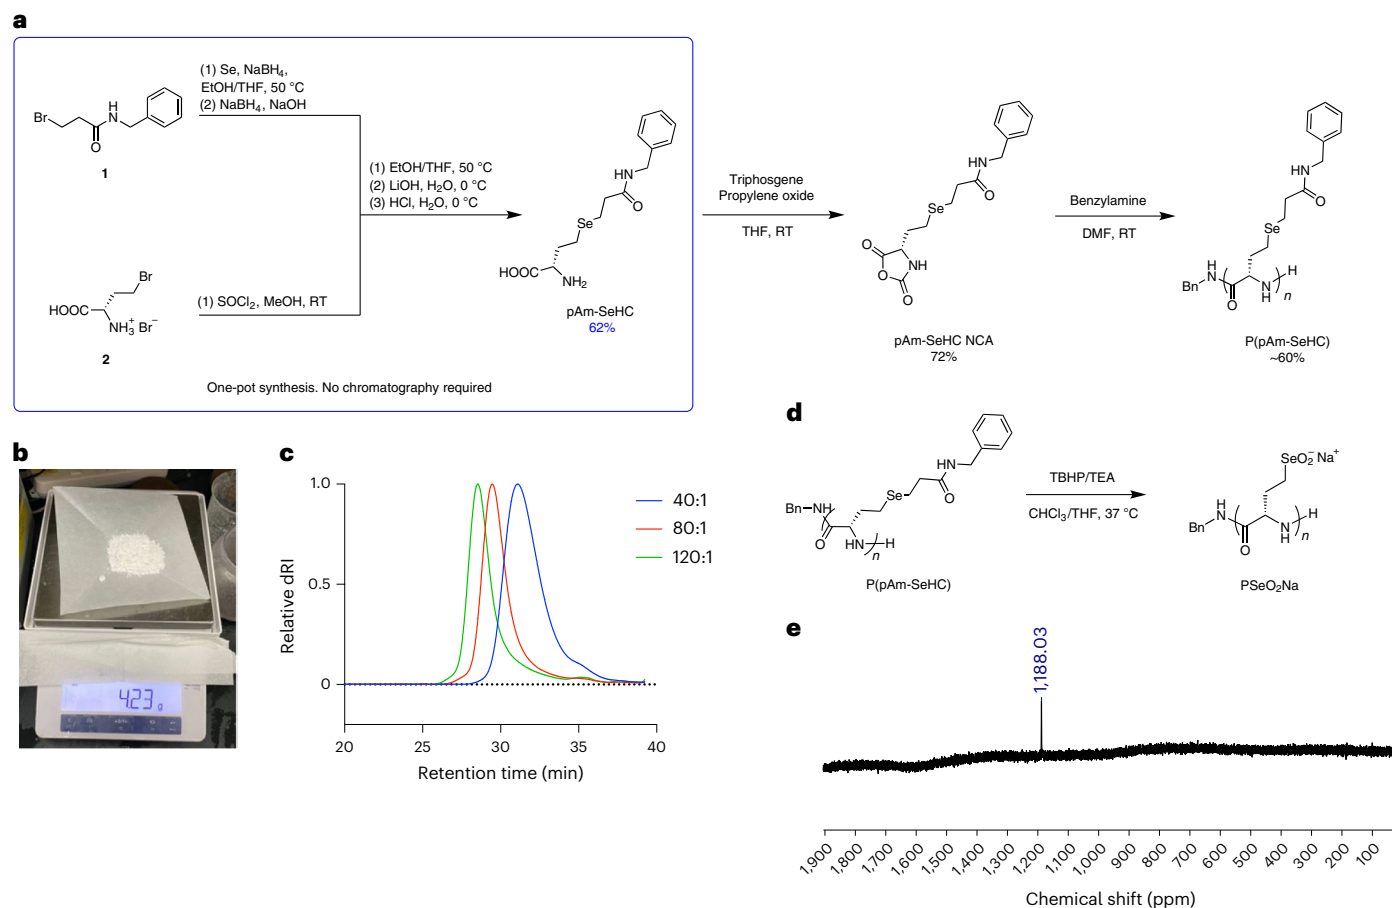 a
(1) Se, NaBH₄,
EtOH/THF, 50 °C
(2) NaBH₄, NaOH
Br
H
N
O
1
(1) EtOH/THF, 50 °C
(2) LiOH, H₂O, 0 °C
(3) HCl, H₂O, 0 °C
Br
HOOC
NH₃⁺ Br⁻
2
(1) SOCl₂, MeOH, RT
HN
O
Se
HOOC
NH₂
pAm-SeHC
62%
One-pot synthesis. No chromatography required
Triphosgene
Propylene oxide
THF, RT
HN
O
Se
O
NH
O
O
pAm-SeHC NCA
72%
Benzylamine
DMF, RT
HN
O
Se
H
N
Bn
O
N
H
H
n
P(pAm-SeHC)
~60%
b
4.23 g
c
1.0
0.5
0
Relative dRI
40:1
80:1
120:1
20
25
30
35
40
Retention time (min)
d
HN
O
Se
Bn
NH
O
HN
H
n
P(pAm-SeHC)
TBHP/TEA
CHCl₃/THF, 37 °C
SeO₂⁻ Na⁺
H
N
Bn
O
N
H
H
n
PSeO₂Na
e
1,188.03
1,900
1,800
1,700
1,600
1,500
1,400
1,300
1,200
1,100
1,000
900
800
700
600
500
400
300
200
100
Chemical shift (ppm)